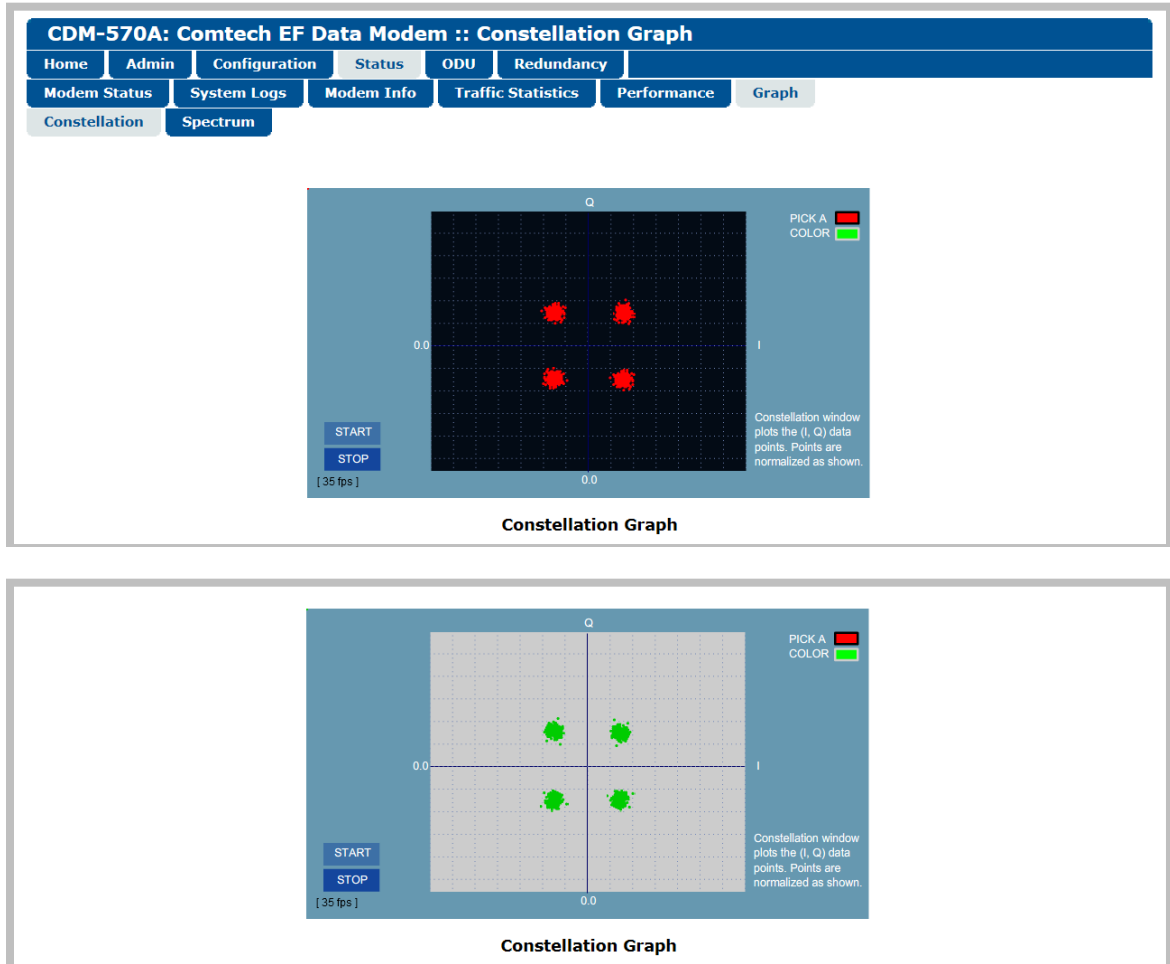 CDM-570A: Comtech EF Data Modem :: Constellation Graph
Home Admin Configuration Status ODU Redundancy
Modem Status System Logs Modem Info Traffic Statistics Performance Graph
Constellation Spectrum
Q
PICK A
COLOR
0.0
I
Constellation window
plots the (I, Q) data
points. Points are
normalized as shown.
START
STOP
[ 35 fps ]
0.0
Constellation Graph
Q
PICK A
COLOR
0.0
I
Constellation window
plots the (I, Q) data
points. Points are
normalized as shown.
START
STOP
[ 35 fps ]
0.0
Constellation Graph